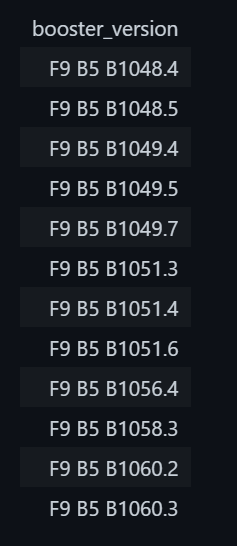 booster_version
F9 B5 B1048.4
F9 B5 B1048.5
F9 B5 B1049.4
F9 B5 B1049.5
F9 B5 B1049.7
F9 B5 B1051.3
F9 B5 B1051.4
F9 B5 B1051.6
F9 B5 B1056.4
F9 B5 B1058.3
F9 B5 B1060.2
F9 B5 B1060.3